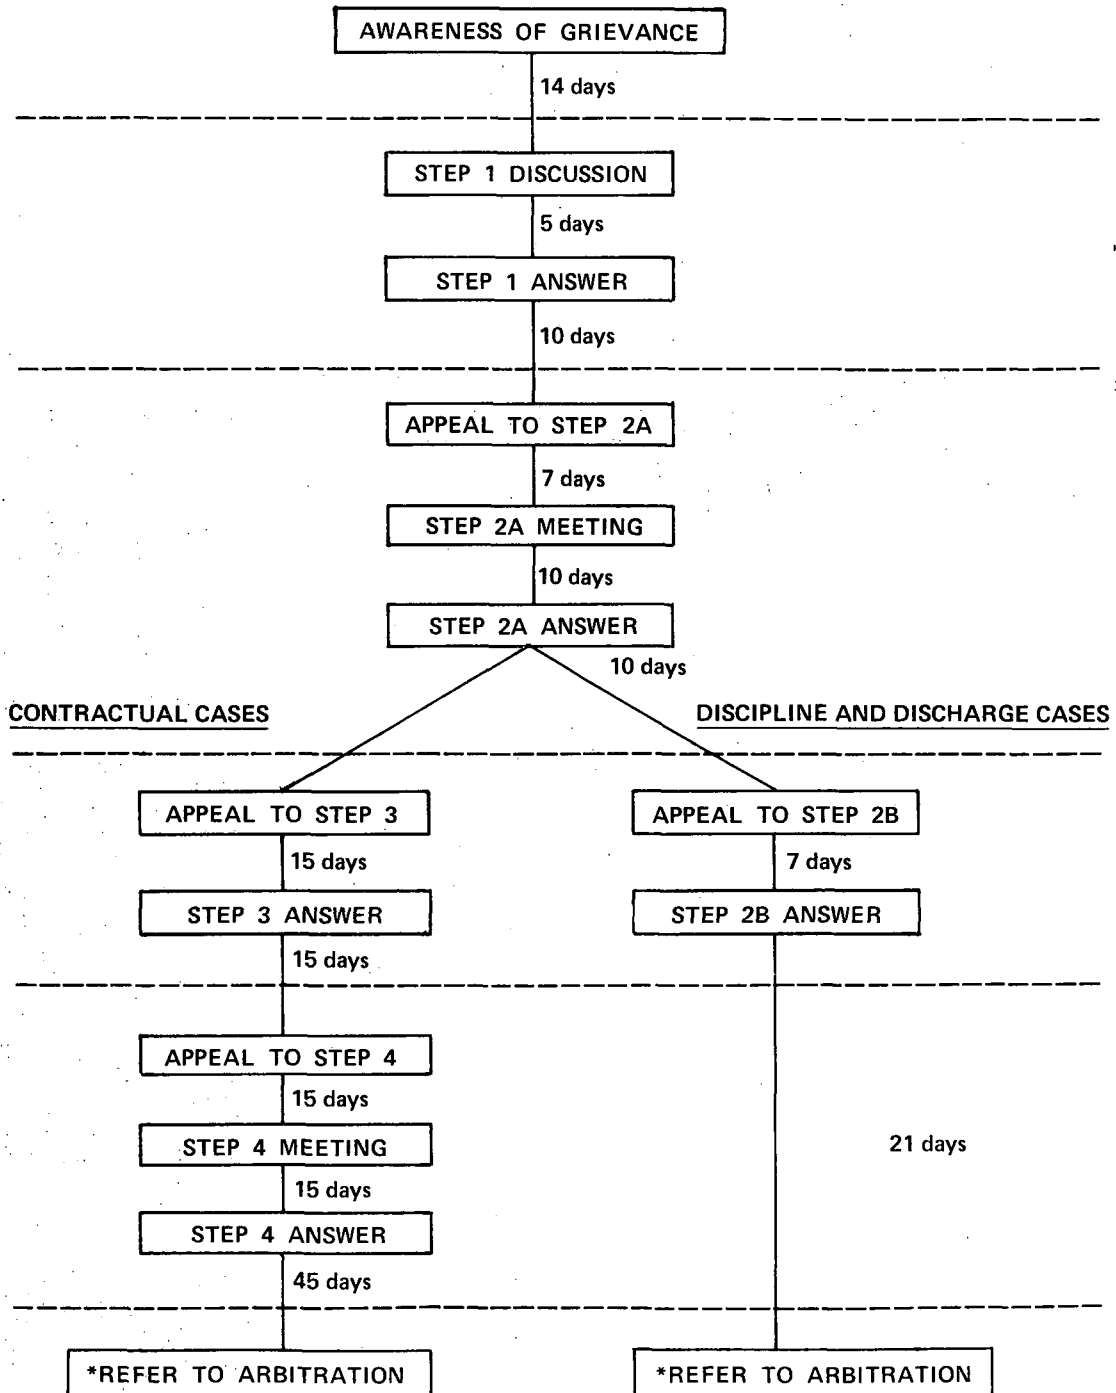 AWARENESS OF GRIEVANCE
14 days
STEP 1 DISCUSSION
5 days
STEP 1 ANSWER
10 days
APPEAL TO STEP 2A
7 days
STEP 2A MEETING
10 days
STEP 2A ANSWER
10 days
CONTRACTUAL CASES
DISCIPLINE AND DISCHARGE CASES
APPEAL TO STEP 3
APPEAL TO STEP 2B
15 days
7 days
STEP 3 ANSWER
STEP 2B ANSWER
15 days
APPEAL TO STEP 4
15 days
STEP 4 MEETING
21 days
15 days
STEP 4 ANSWER
45 days
*REFER TO ARBITRATION
*REFER TO ARBITRATION